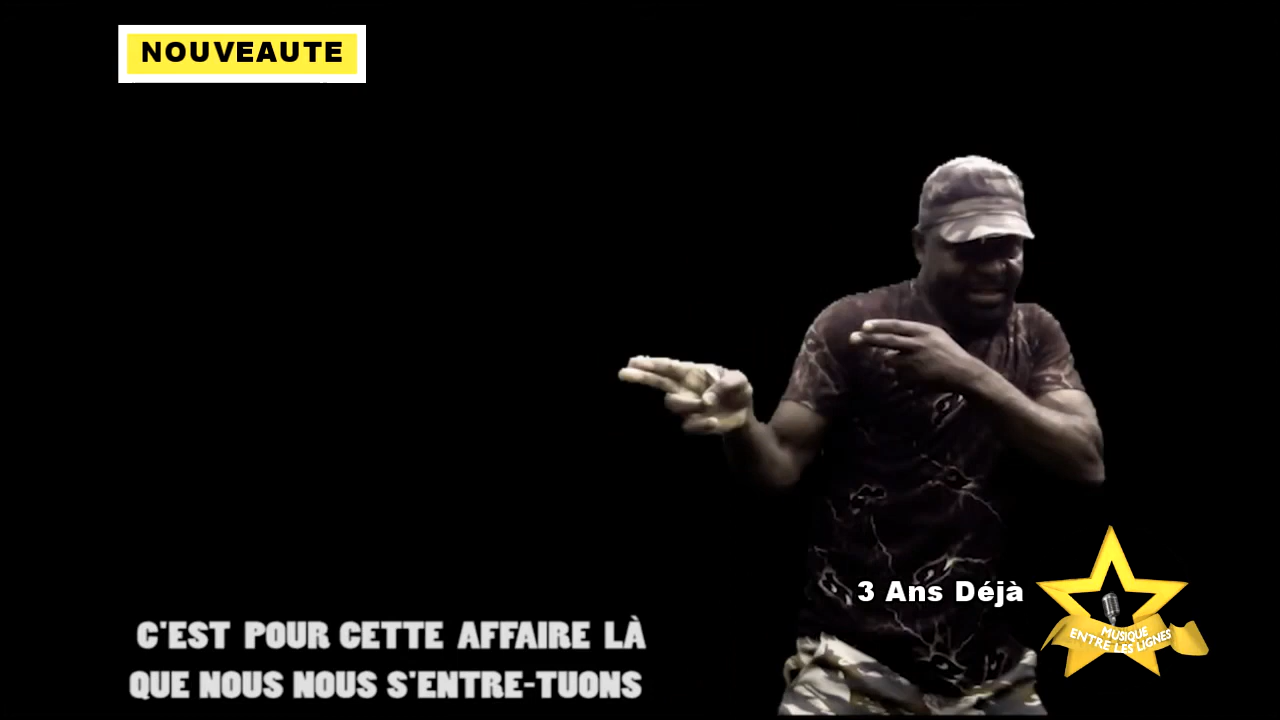 NOUVEAUTE
3 Ans Déjà
MUSIQUE
ENTRE LES LIGNES
C'EST POUR CETTE AFFAIRE LÀ
QUE NOUS NOUS S'ENTRE-TUONS